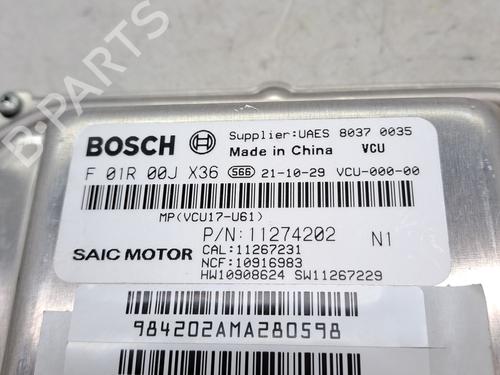 B-PARTS
BOSCH
Supplier:UAES 8037 0035
Made in China VCU
F 01R 00J X36 S66 21-10-29 VCU-000-00
MP(VCU17-U61)
P/N:11274202 N1
SAIC MOTOR
CAL:11267231
NCF:10916983
HW10908624 SW11267229
984202AMA280598